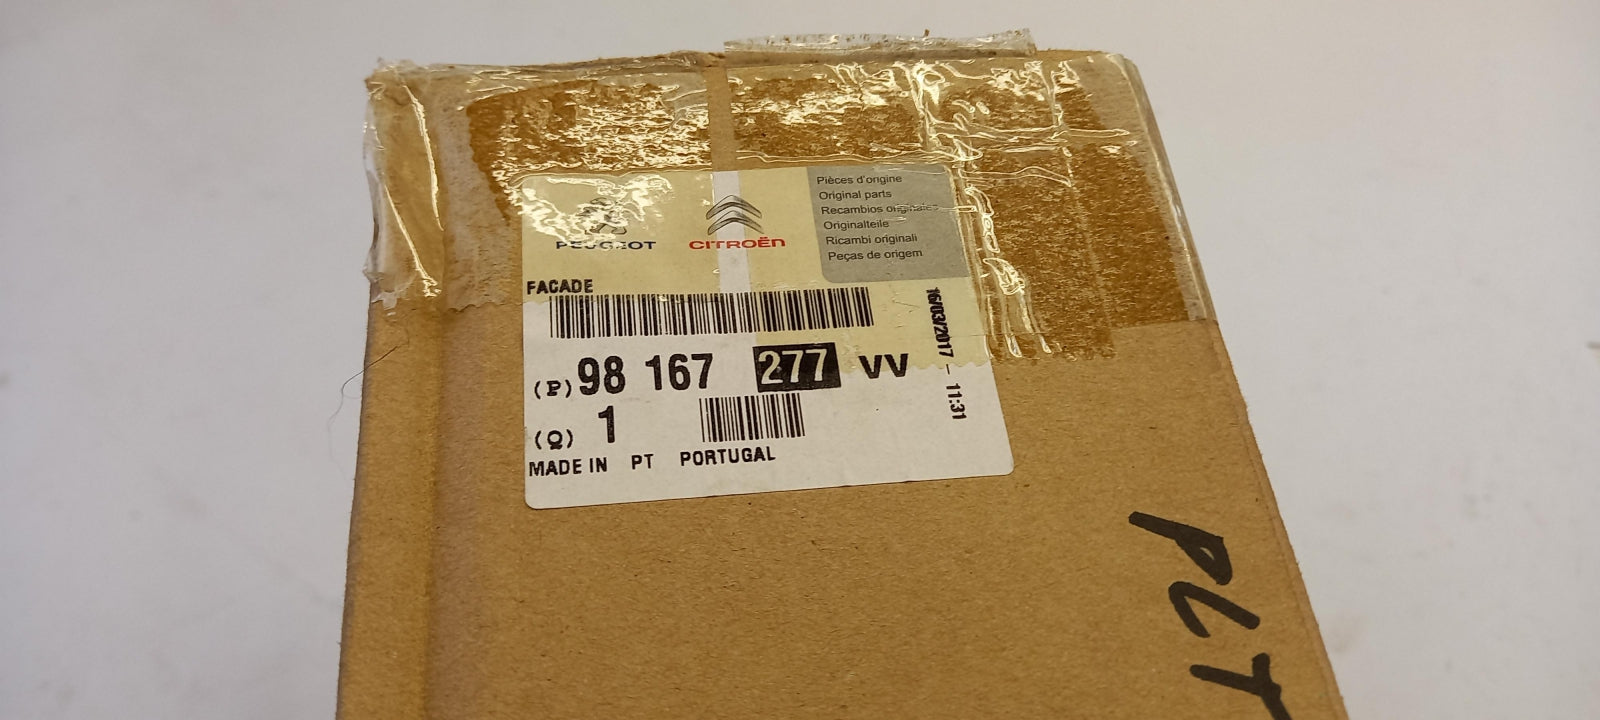 PEUGEOT
CITROËN
Pièces d'origine
Original parts
Recambios originales
Originalteile
Ricambi originali
Peças de origem
FACADE
16/03/2017 - 11:31
(P) 98 167 277 VV
(Q) 1
MADE IN PT PORTUGAL
PLT